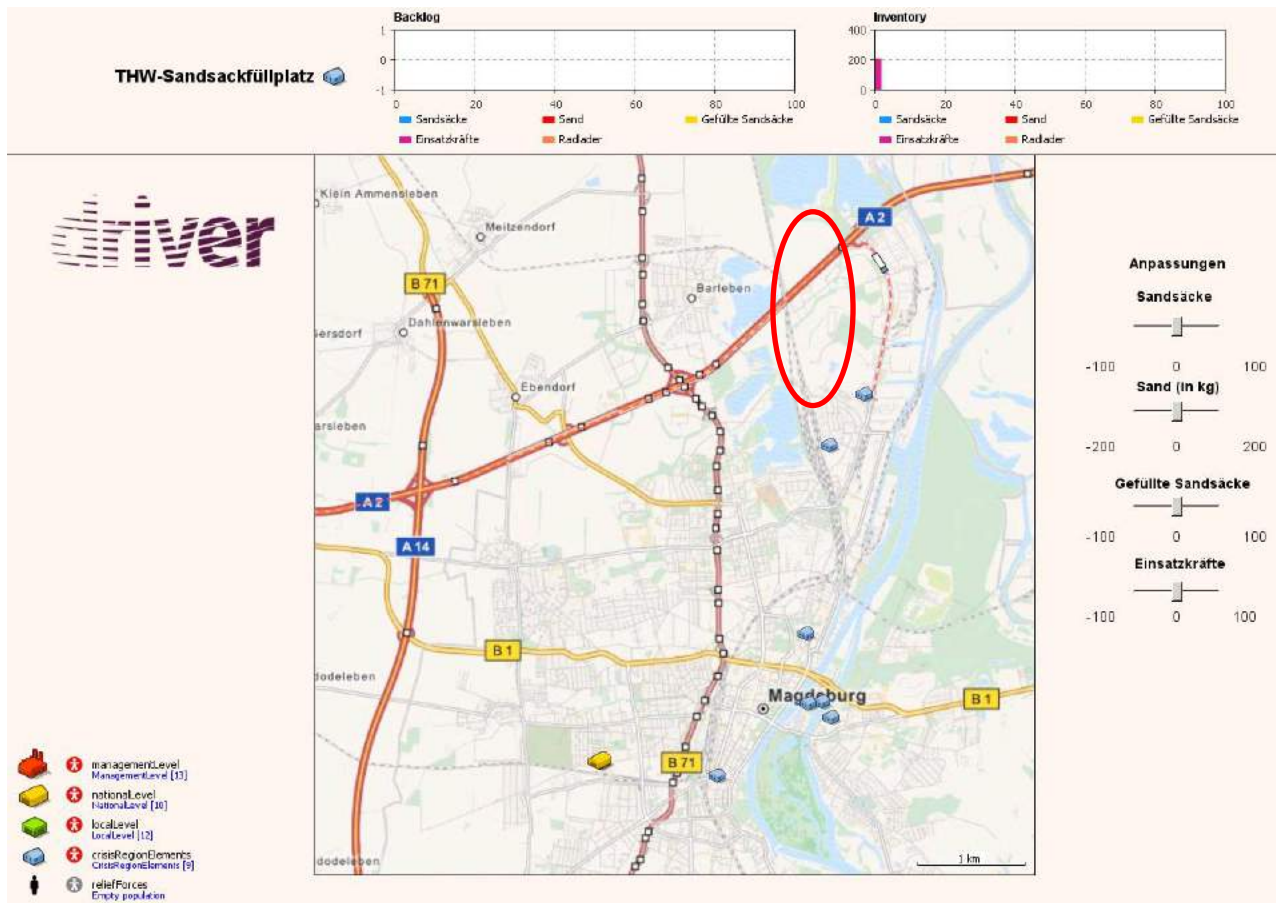 Backlog
Inventory
THW-Sandsackfüllplatz
1
0
-1
0 20 40 60 80 100
Sandsäcke Sand Gefüllte Sandsäcke
Einsatzkräfte Radlader
400
200
0
0 20 40 60 80 100
Sandsäcke Sand Gefüllte Sandsäcke
Einsatzkräfte Radlader
driver
Klein Ammensleben
Meitzendorf
A 2
B 71
Barleben
Dahlenwarsleben
Gersdorf
Ebendorf
arsleben
A 2
A 14
B 1
dodeleben
Magdeburg
B 1
B 71
dodeleben
1 km
Anpassungen
Sandsäcke
-100 0 100
Sand (in kg)
-200 0 200
Gefüllte Sandsäcke
-100 0 100
Einsatzkräfte
-100 0 100
managementLevel
ManagementLevel [13]
nationalLevel
NationalLevel [10]
localLevel
LocalLevel [12]
crisisRegionElements
CrisisRegionElements [9]
reliefForces
Empty population